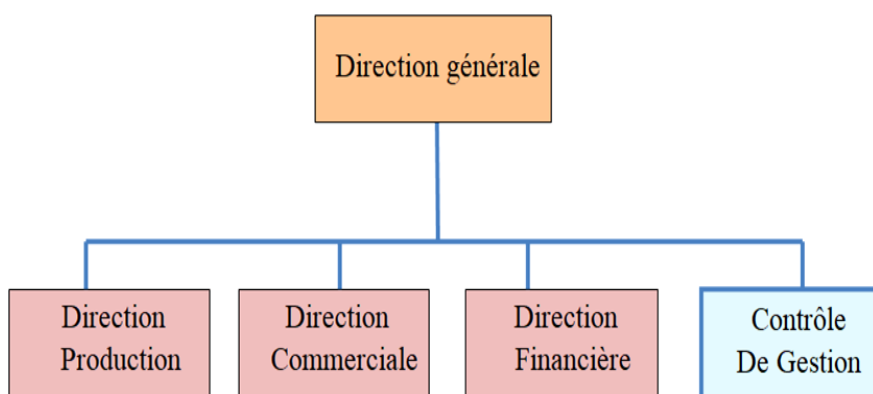 Direction générale
Direction
Production
Direction
Commerciale
Direction
Financière
Contrôle
De Gestion